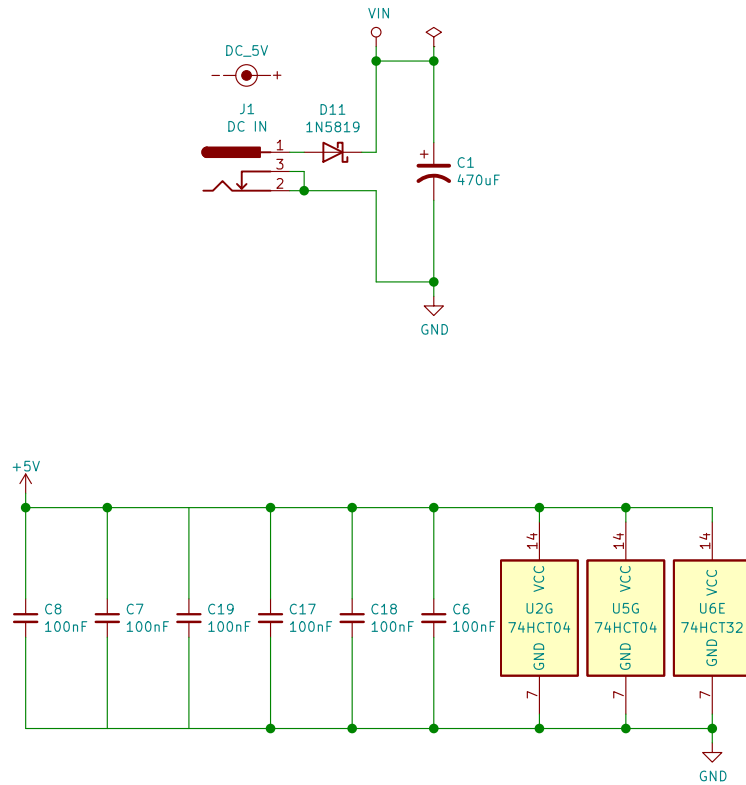 VIN
DC_5V
- +
J1
DC IN
D11
1N5819
1
3
2
+
C1
470uF
GND
+5V
14
14
14
VCC
VCC
VCC
C8
100nF
C7
100nF
C19
100nF
C17
100nF
C18
100nF
C6
100nF
U2G
74HCT04
U5G
74HCT04
U6E
74HCT32
GND
GND
GND
7
7
7
GND